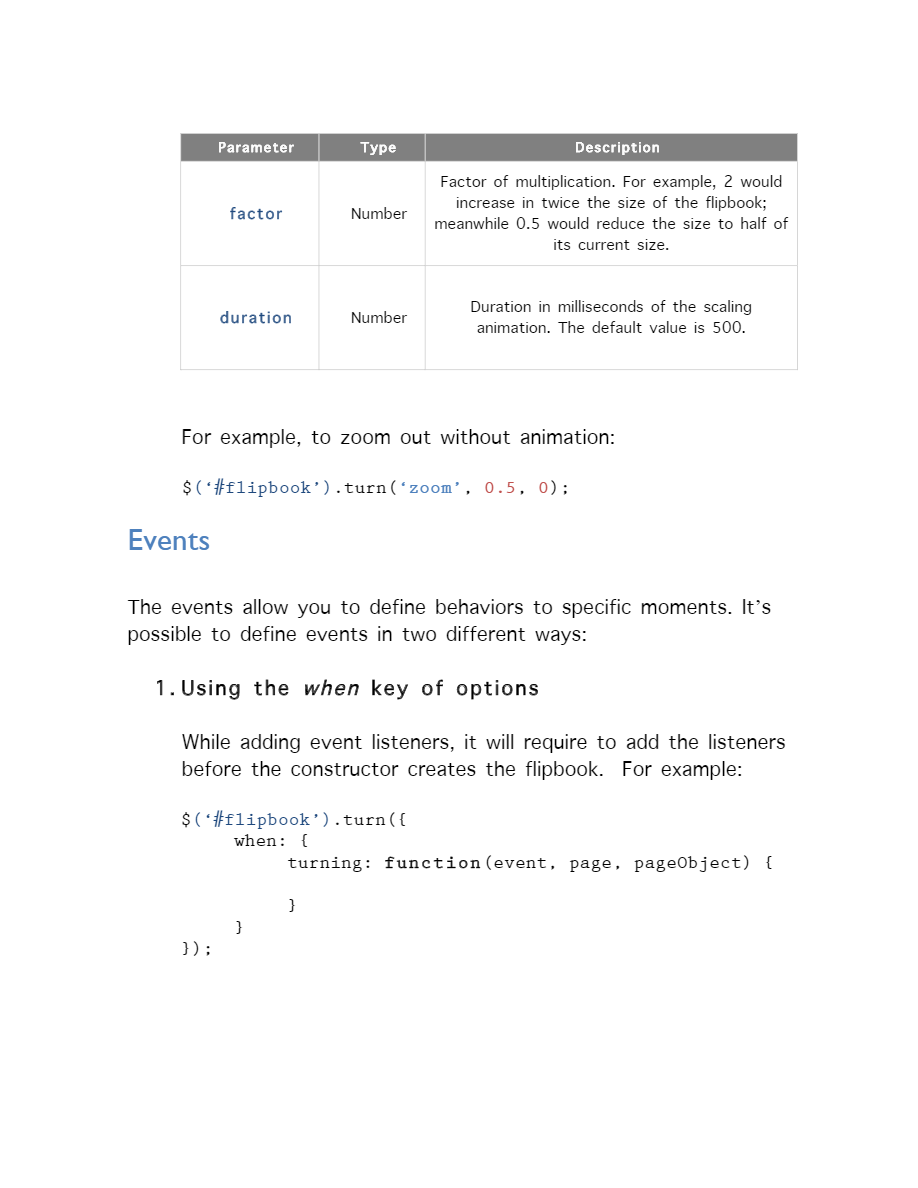 Parameter Type Description
factor Number Factor of multiplication. For example, 2 would
increase in twice the size of the flipbook;
meanwhile 0.5 would reduce the size to half of
its current size.
duration Number Duration in milliseconds of the scaling
animation. The default value is 500.
For example, to zoom out without animation:
$(‘#flipbook’).turn(‘zoom’, 0.5, 0);
Events
The events allow you to define behaviors to specific moments. It’s
possible to define events in two different ways:
1. Using the when key of options
While adding event listeners, it will require to add the listeners
before the constructor creates the flipbook.  For example:
$(‘#flipbook’).turn({
when: {
turning: function(event, page, pageObject) {
}
}
});